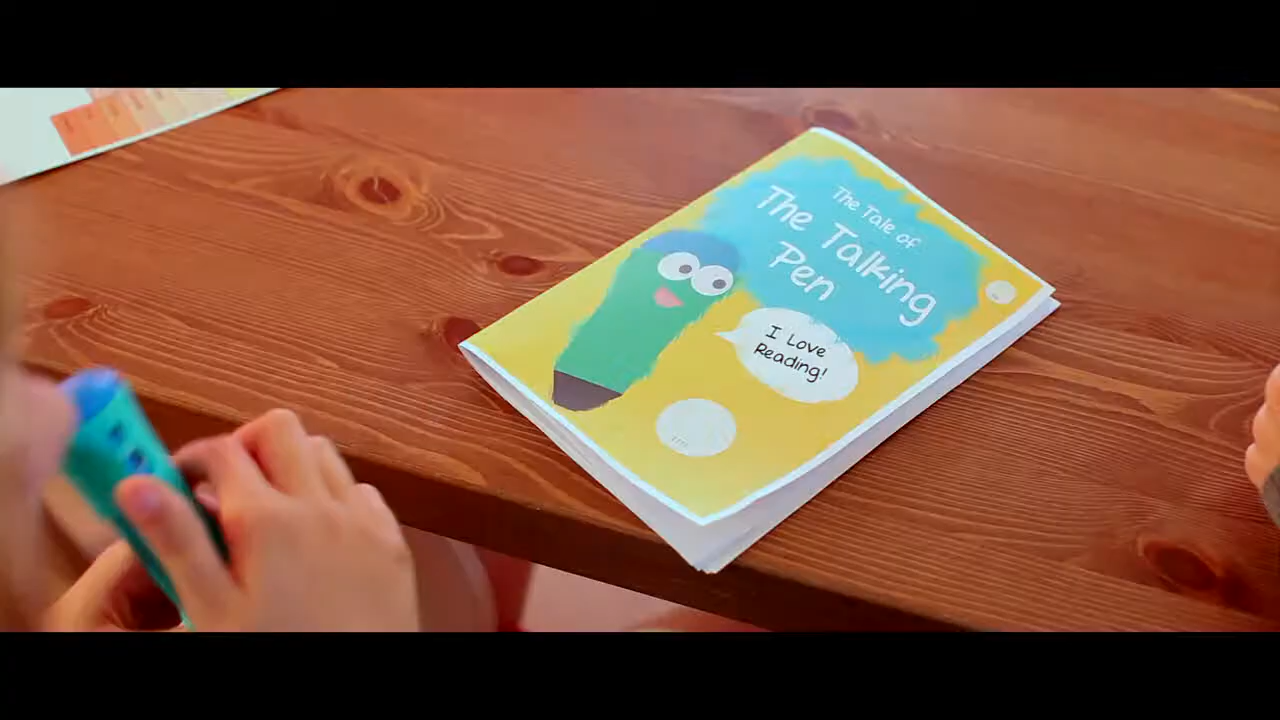 The Tale of
The Talking
Pen
I Love
Reading!